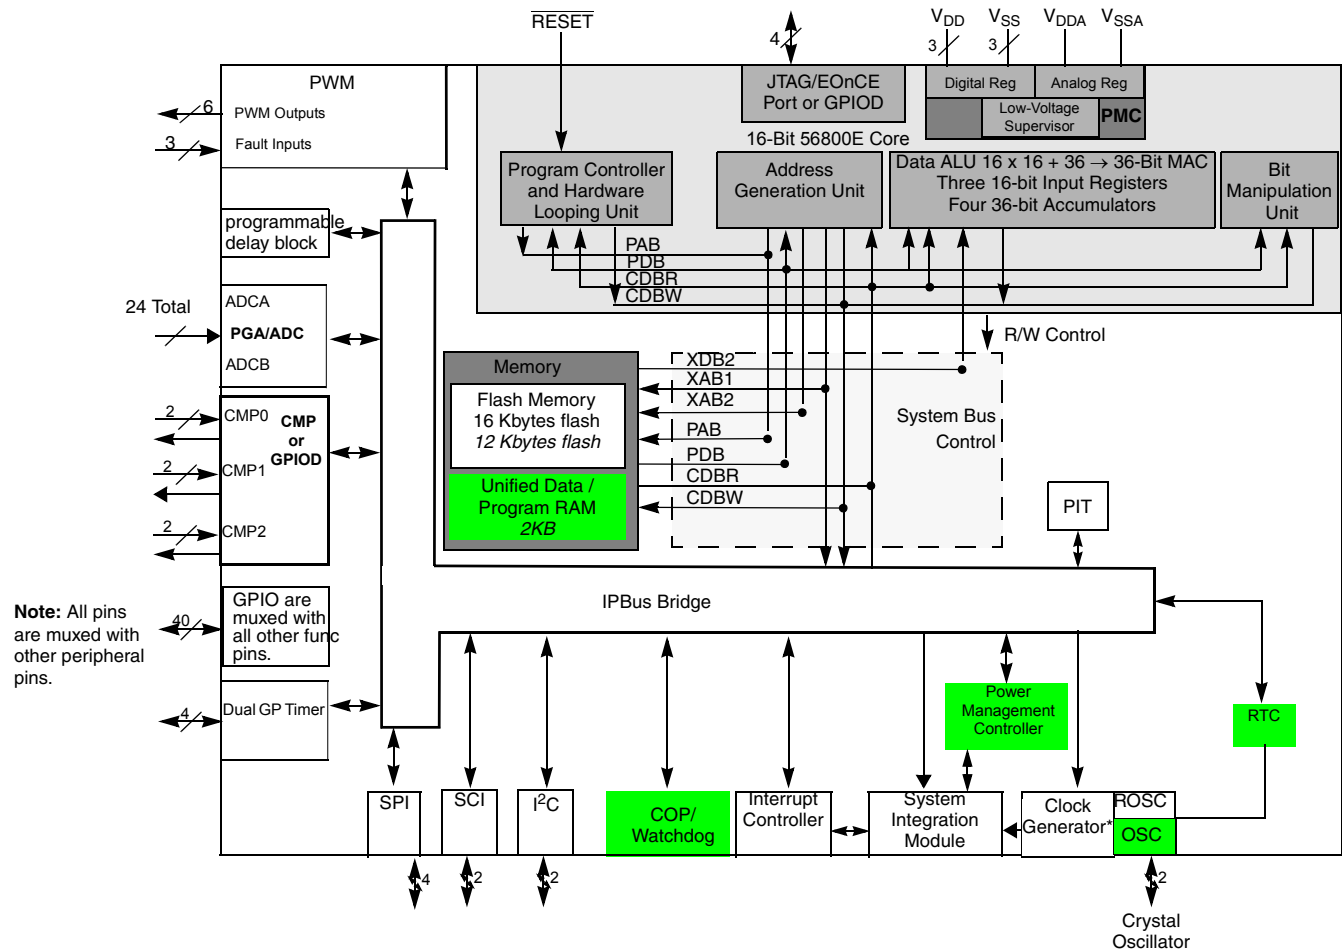 RESET
4
VDD
VSS
VDDA
VSSA
3
3
PWM
6
PWM Outputs
3
Fault Inputs
JTAG/EOnCE
Port or GPIOD
Digital Reg
Analog Reg
Low-Voltage
Supervisor
PMC
16-Bit 56800E Core
Program Controller
and Hardware
Looping Unit
Address
Generation Unit
Data ALU 16 x 16 + 36 → 36-Bit MAC
Three 16-bit Input Registers
Four 36-bit Accumulators
Bit
Manipulation
Unit
programmable
delay block
PAB
PDB
CDBR
CDBW
24 Total
ADCA
PGA/ADC
ADCB
R/W Control
Memory
Flash Memory
16 Kbytes flash
12 Kbytes flash
Unified Data /
Program RAM
2KB
XDB2
XAB1
XAB2
PAB
PDB
CDBR
CDBW
System Bus
Control
2
CMP0
CMP
or
GPIOD
2
CMP1
2
CMP2
PIT
IPBus Bridge
Note: All pins
are muxed with
other peripheral
pins.
40
GPIO are
muxed with
all other func
pins.
4
Dual GP Timer
Power
Management
Controller
RTC
SPI
SCI
I2C
COP/
Watchdog
Interrupt
Controller
System
Integration
Module
Clock
Generator*
ROSC
OSC
4
2
2
2
Crystal
Oscillator